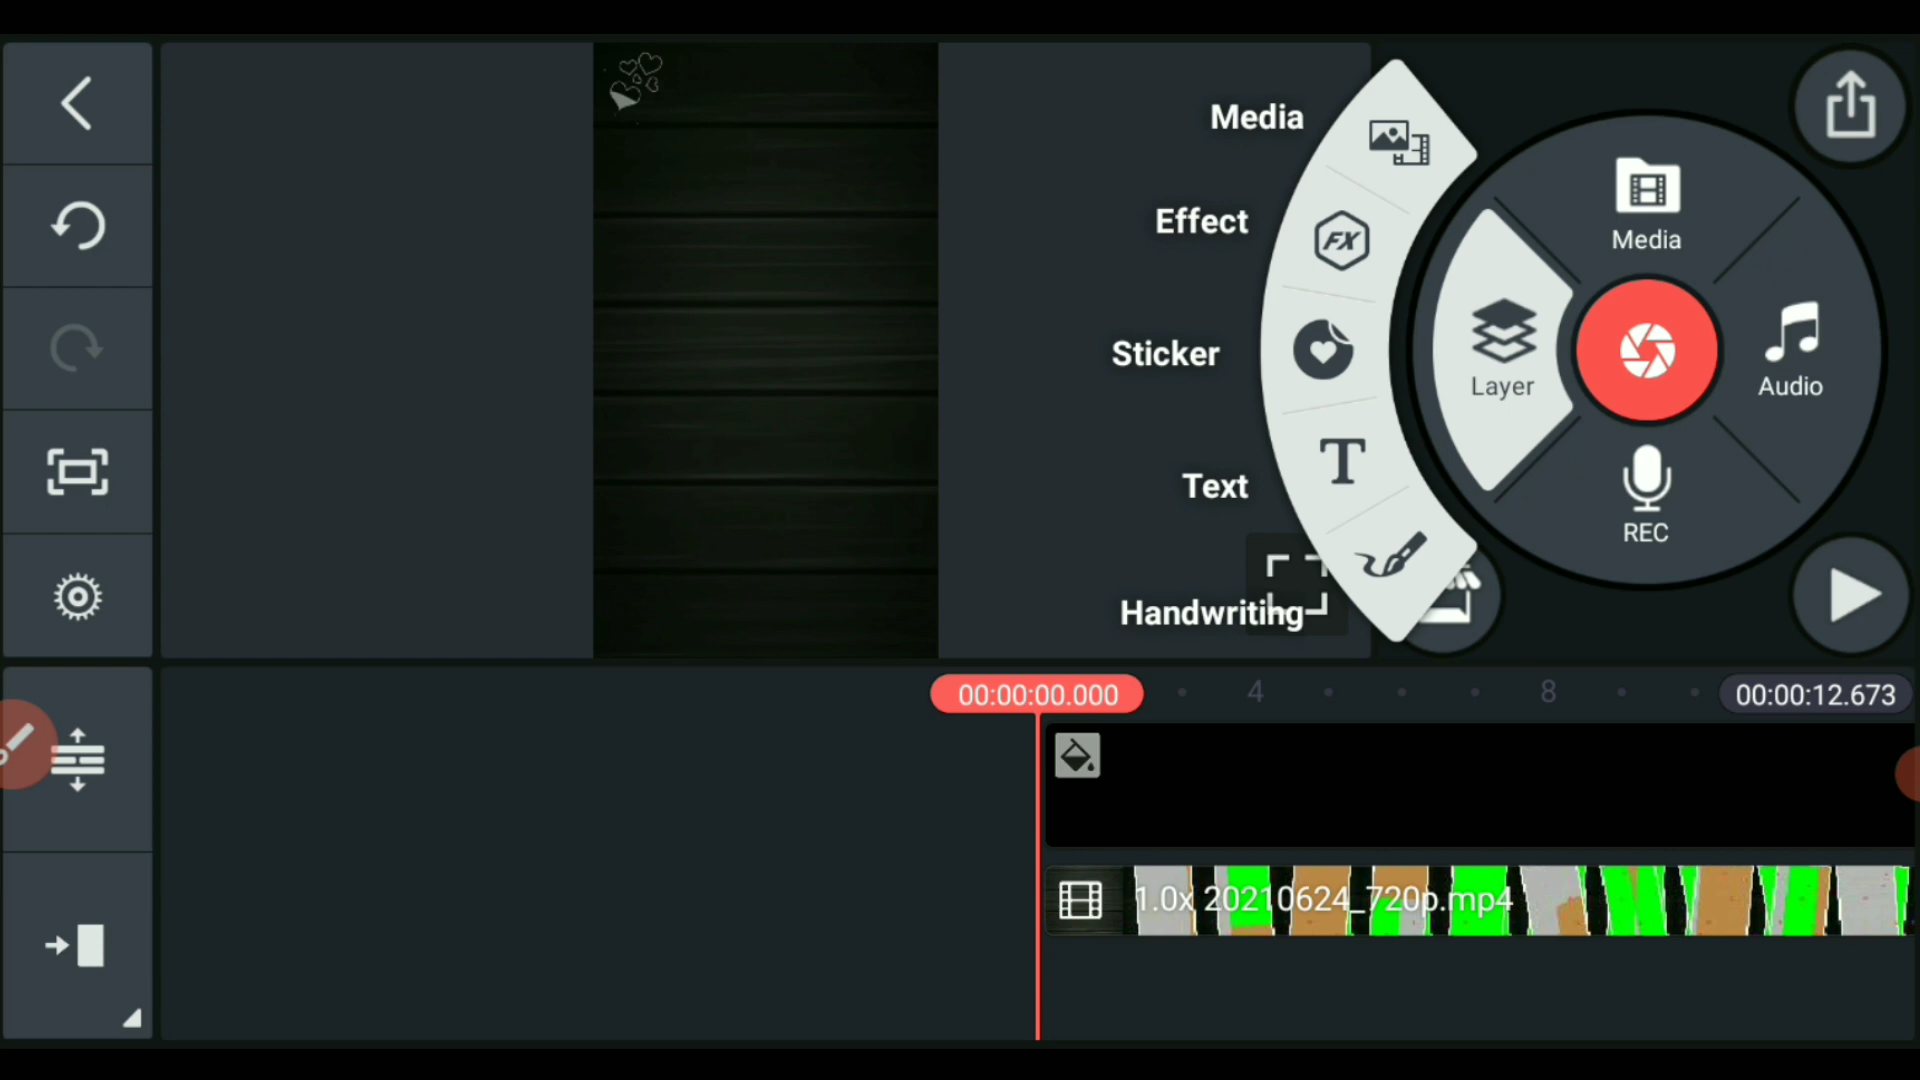 Media
Effect
Sticker
Text
Handwriting
FX
T
Media
Layer
Audio
REC
00:00:00.000
4
8
00:00:12.673
1.0x 20210624_720p.mp4